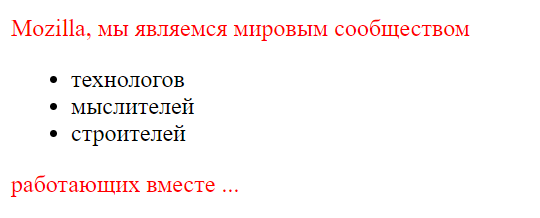 Mozilla, мы являемся мировым сообществом
технологов
мыслителей
строителей
работающих вместе ...